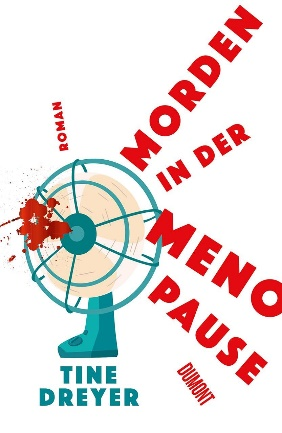 ROMAN
MORDEN
IN DER
MENO
PAUSE
TINE
DREYER
DUMONT